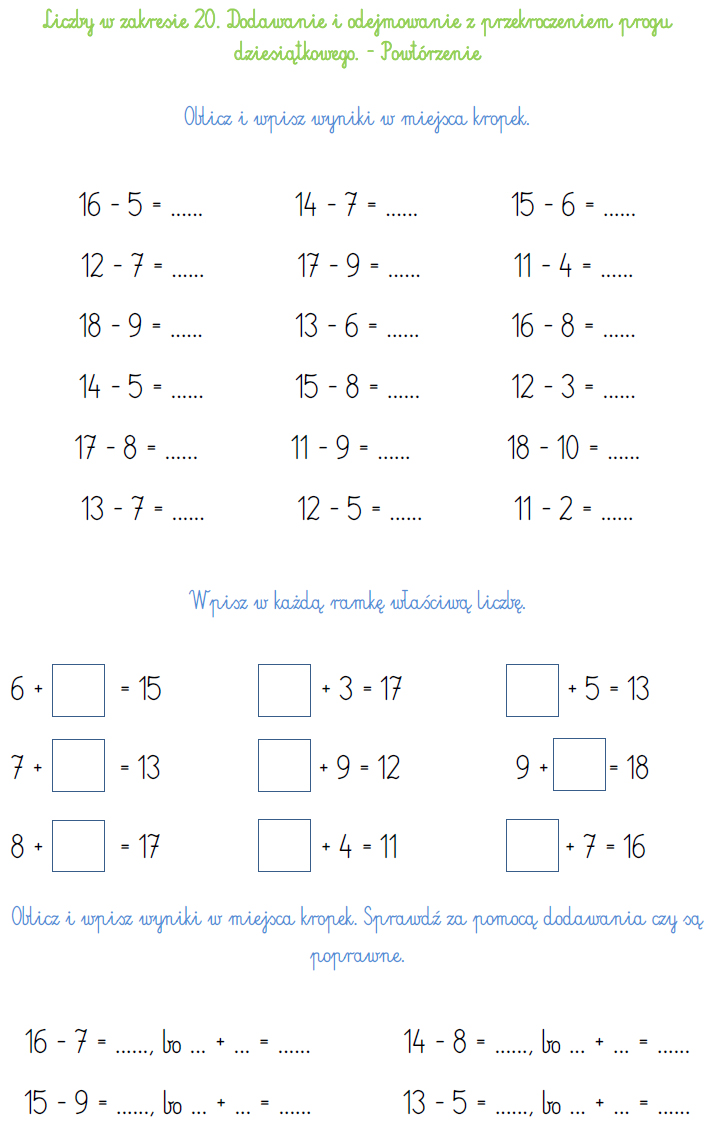 Liczby w zakresie 20. Dodawanie i odejmowanie z przekroczeniem progu
dziesiątkowego. - Powtórzenie
Oblicz i wpisz wyniki w miejsca kropek.
16 - 5 = ...... 14 - 7 = ...... 15 - 6 = ......
12 - 7 = ...... 17 - 9 = ...... 11 - 4 = ......
18 - 9 = ...... 13 - 6 = ...... 16 - 8 = ......
14 - 5 = ...... 15 - 8 = ...... 12 - 3 = ......
17 - 8 = ...... 11 - 9 = ...... 18 - 10 = ......
13 - 7 = ...... 12 - 5 = ...... 11 - 2 = ......
Wpisz w każdą ramkę właściwą liczbę.
6 + = 15 + 3 = 17 + 5 = 13
7 + = 13 + 9 = 12 9 + = 18
8 + = 17 + 4 = 11 + 7 = 16
Oblicz i wpisz wyniki w miejsca kropek. Sprawdź za pomocą dodawania czy są
poprawne.
16 - 7 = ......, bo ... + ... = ...... 14 - 8 = ......, bo ... + ... = ......
15 - 9 = ......, bo ... + ... = ...... 13 - 5 = ......, bo ... + ... = ......